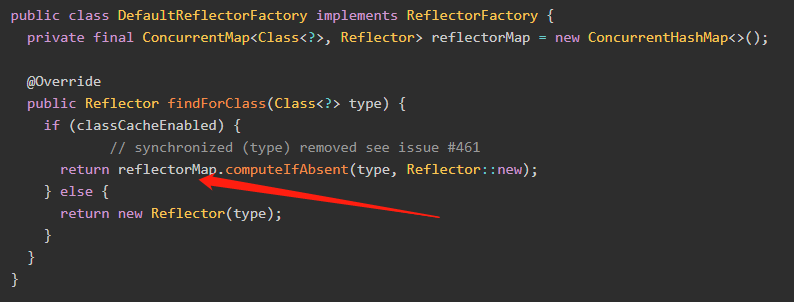 public class DefaultReflectorFactory implements ReflectorFactory {
  private final ConcurrentMap<Class<?>, Reflector> reflectorMap = new ConcurrentHashMap<>();
  @Override
  public Reflector findForClass(Class<?> type) {
    if (classCacheEnabled) {
            // synchronized (type) removed see issue #461
      return reflectorMap.computeIfAbsent(type, Reflector::new);
    } else {
      return new Reflector(type);
    }
  }
}